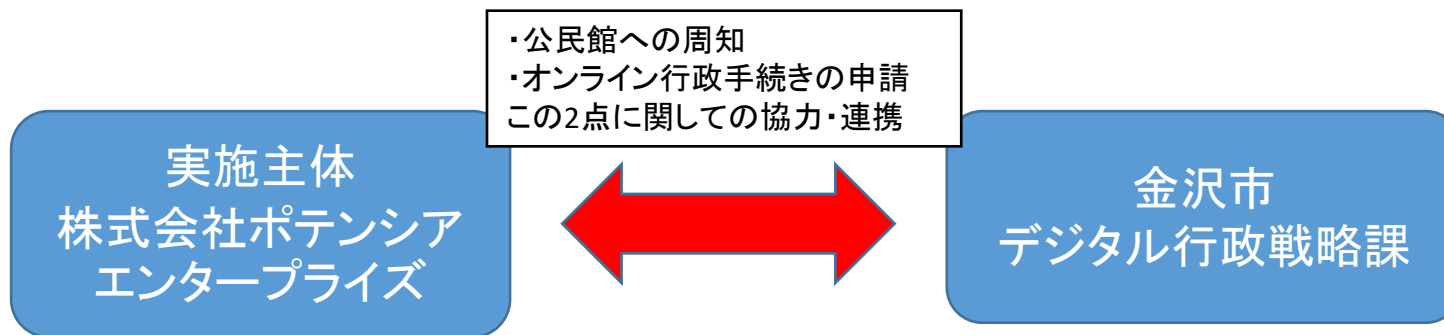 ・公民館への周知
・オンライン行政手続きの申請
この2点に関しての協力・連携
実施主体
株式会社ポテンシア
エンタープライズ
金沢市
デジタル行政戦略課